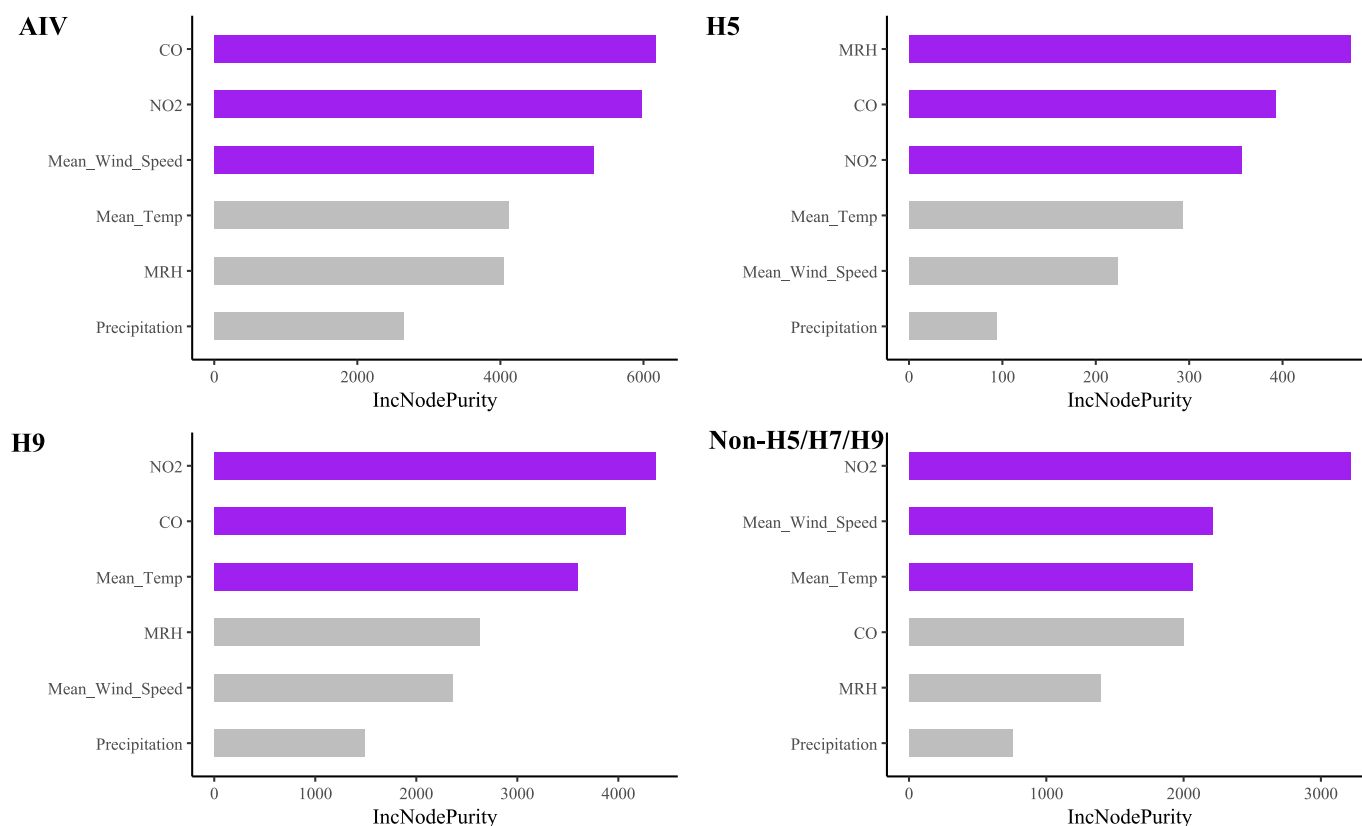 AIV
CO
NO2
Mean_Wind_Speed
Mean_Temp
MRH
Precipitation
0 2000 4000 6000
IncNodePurity
H5
MRH
CO
NO2
Mean_Temp
Mean_Wind_Speed
Precipitation
0 100 200 300 400
IncNodePurity
H9
NO2
CO
Mean_Temp
MRH
Mean_Wind_Speed
Precipitation
0 1000 2000 3000 4000
IncNodePurity
Non-H5/H7/H9
NO2
Mean_Wind_Speed
Mean_Temp
CO
MRH
Precipitation
0 1000 2000 3000
IncNodePurity